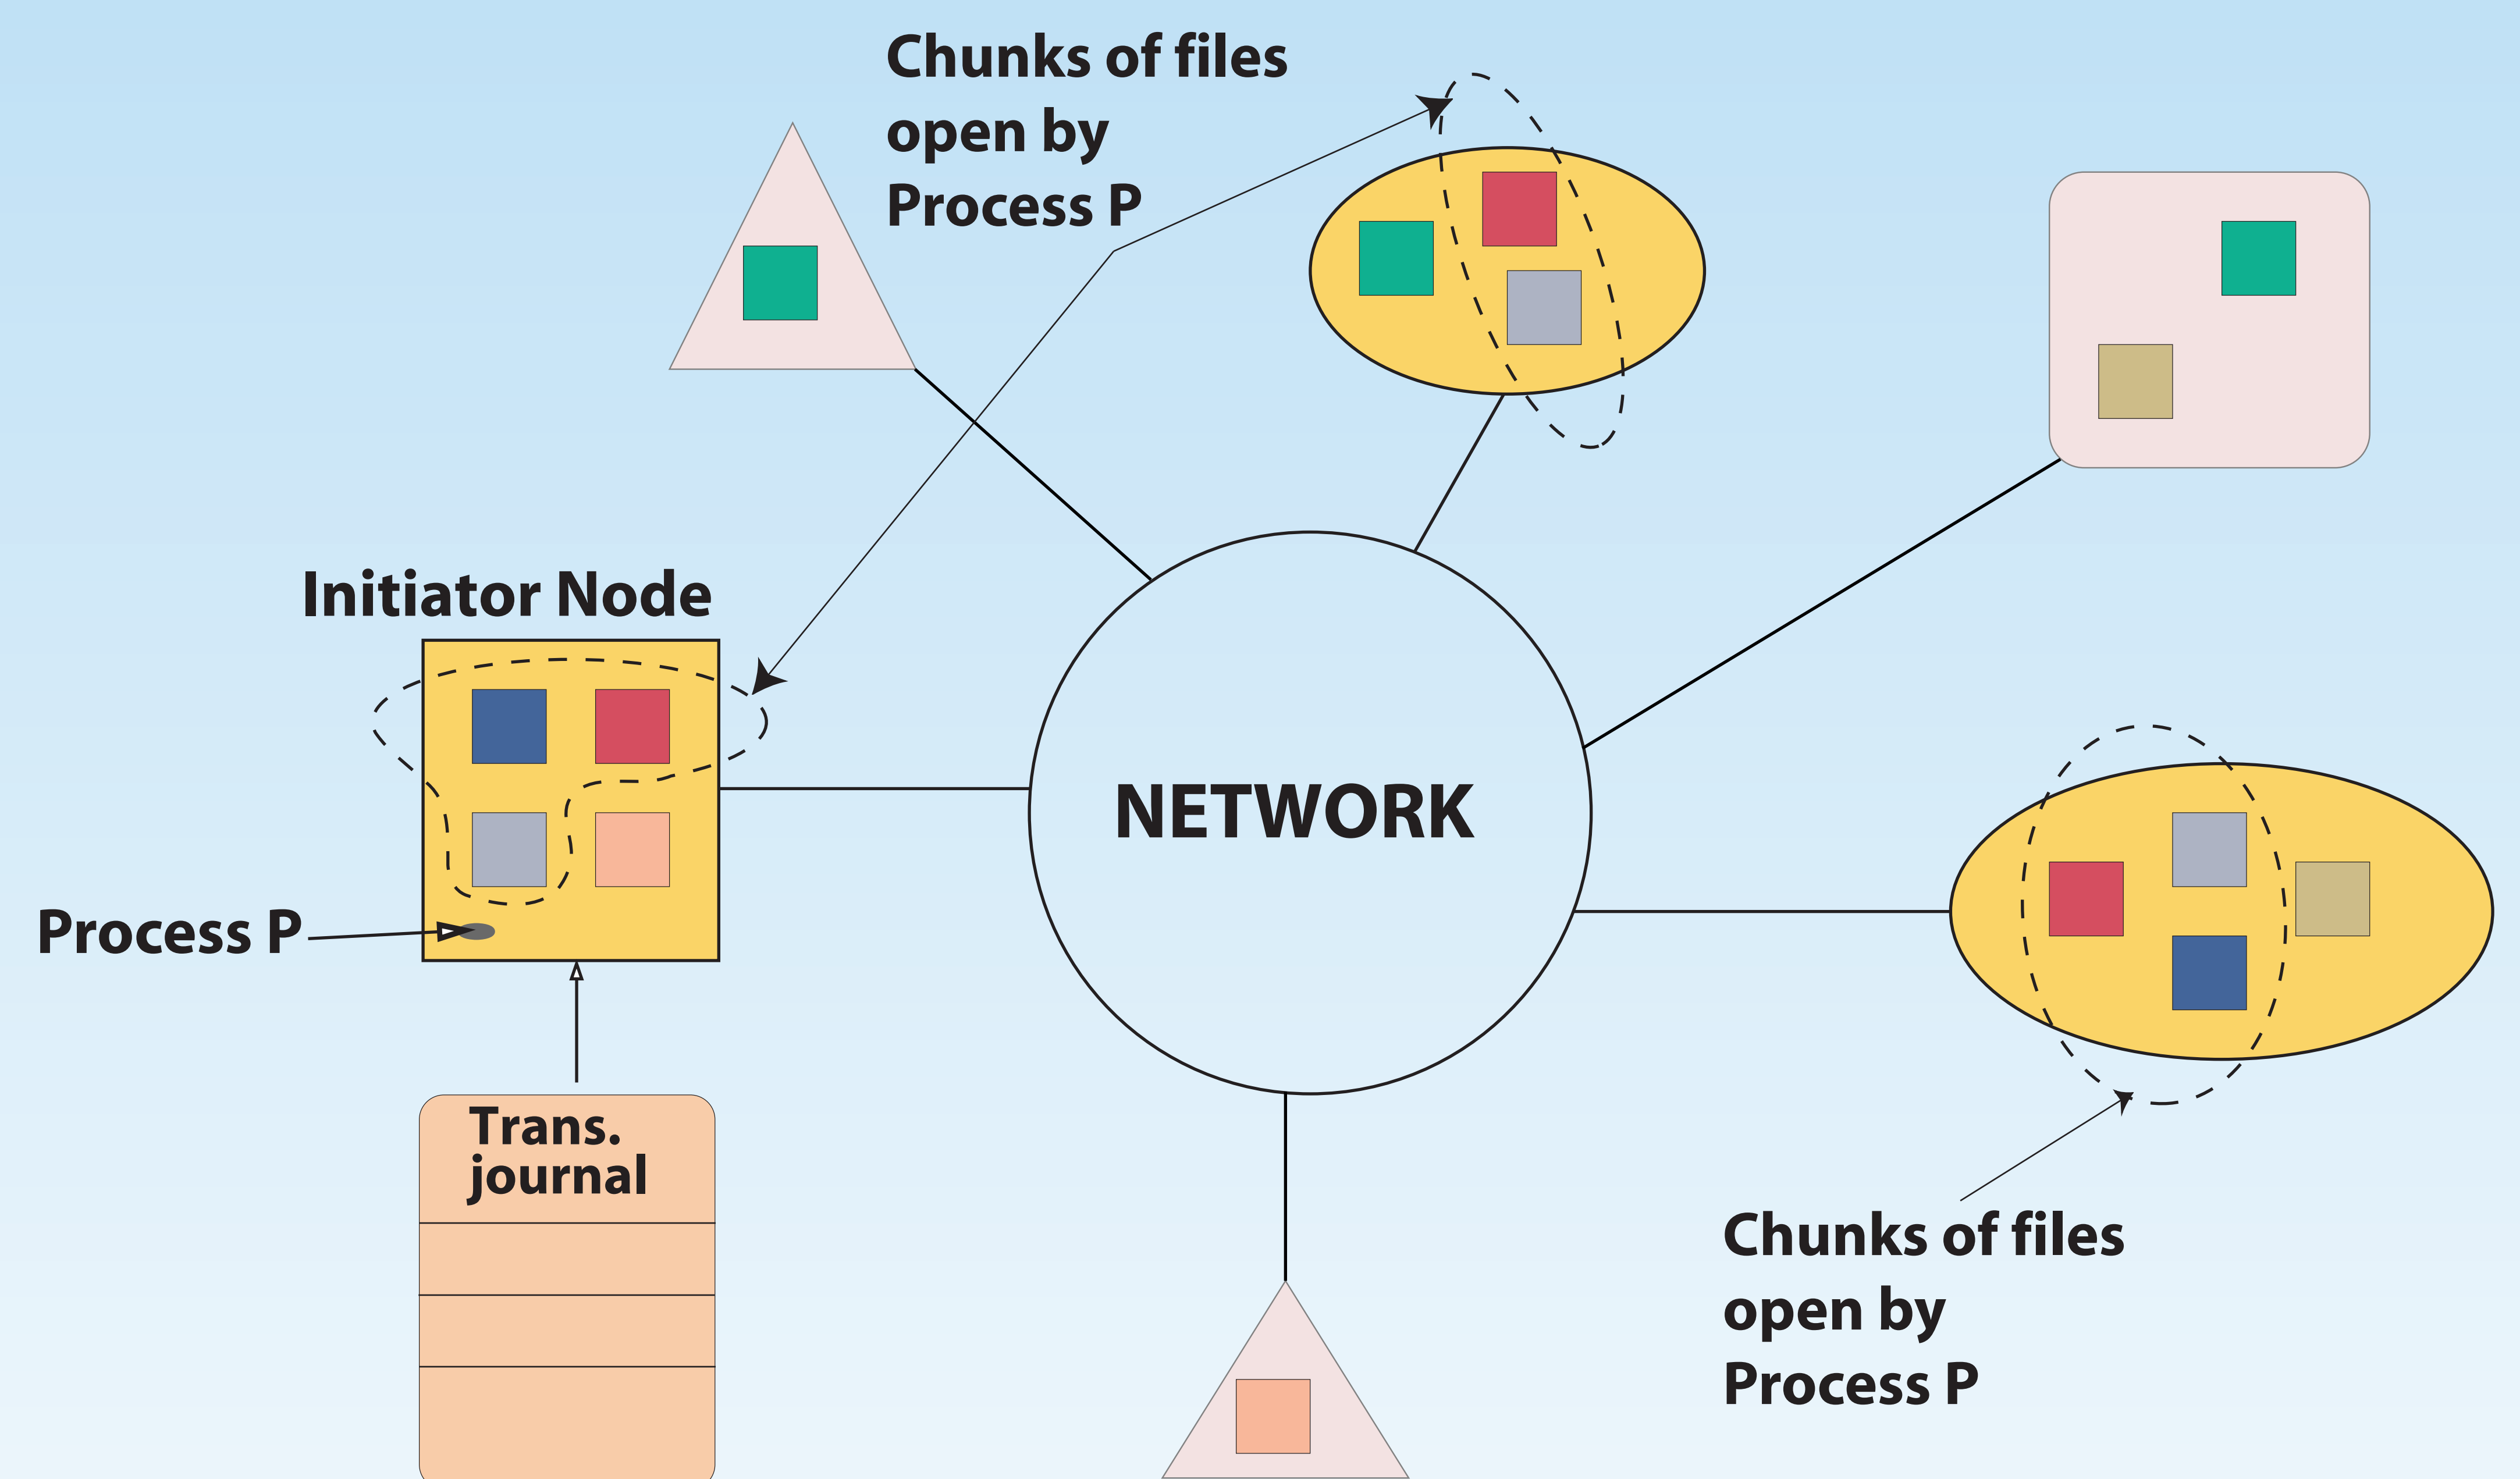 Chunks of files
open by
Process P
Initiator Node
NETWORK
Process P
Trans.
journal
Chunks of files
open by
Process P